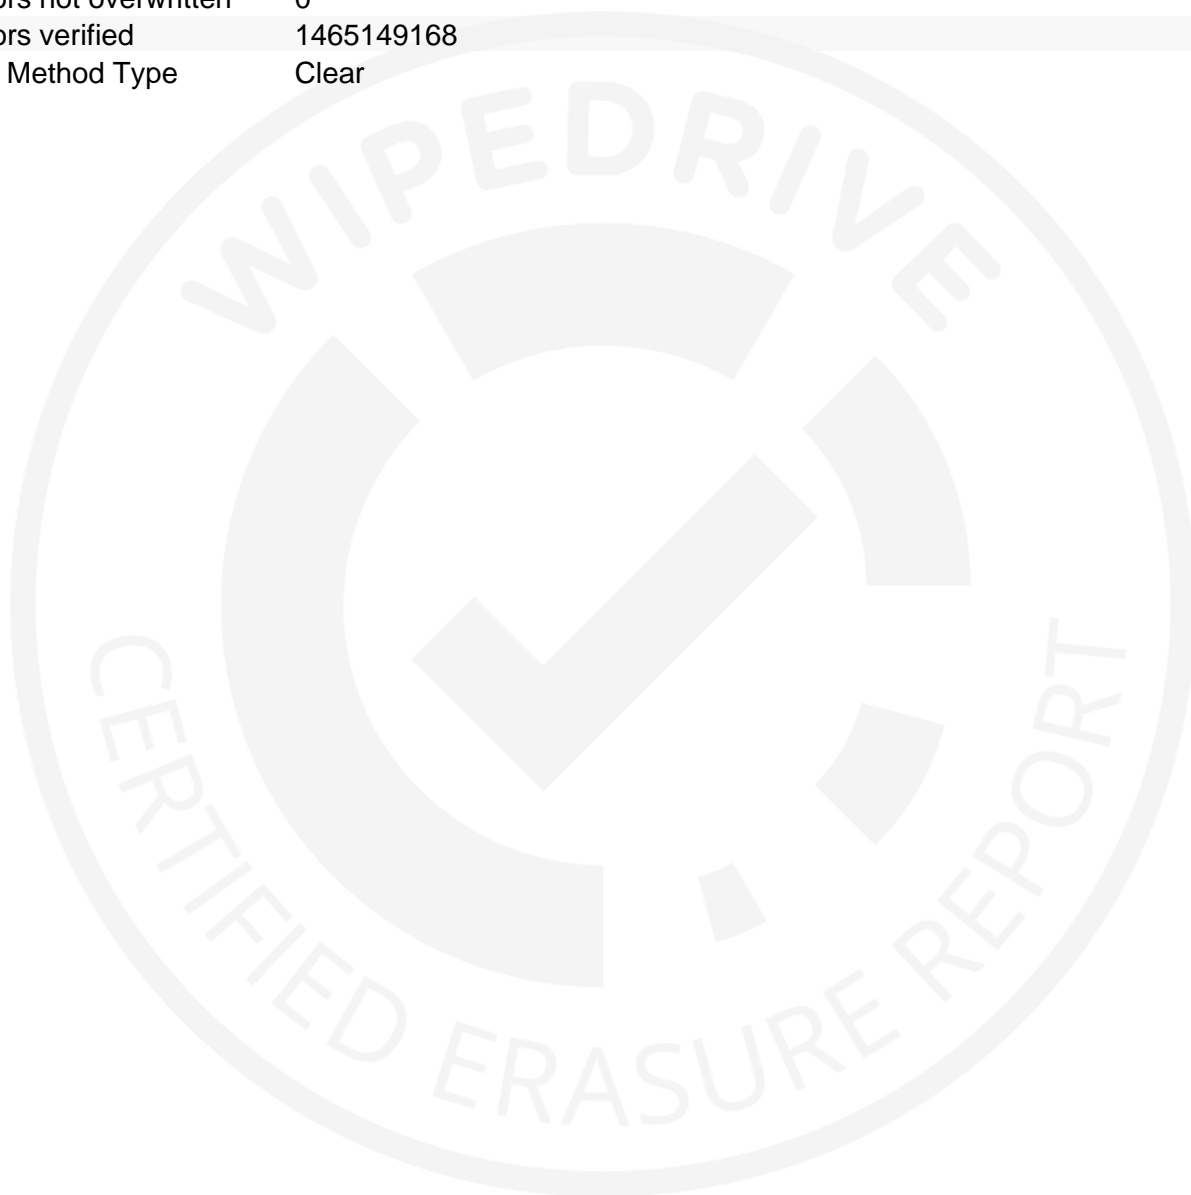 ors not overwritten 0
ors verified 1465149168
Method Type Clear
WIPEDRIVE
CERTIFIED ERASURE REPORT